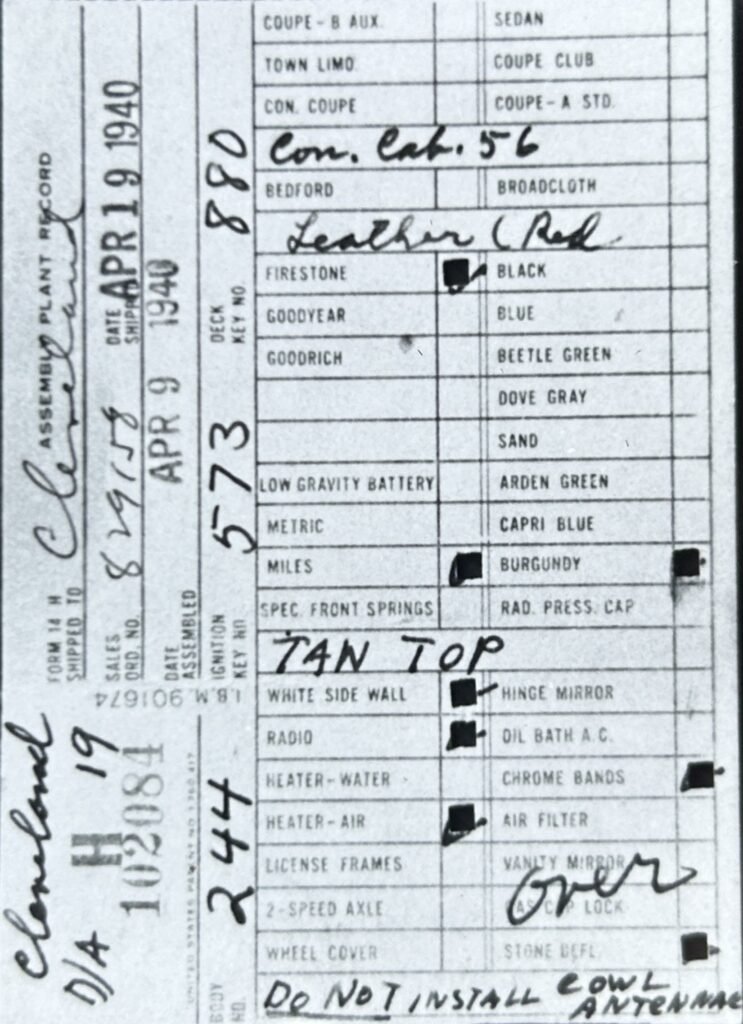 COUPE - B AUX. SEDAN
TOWN LIMO. COUPE CLUB
CON. COUPE COUPE - A STD.
Con. Cab. 56
BEDFORD BROADCLOTH
Leather (Red
FIRESTONE BLACK
GOODYEAR BLUE
GOODRICH BEETLE GREEN
DOVE GRAY
SAND
LOW GRAVITY BATTERY ARDEN GREEN
METRIC CAPRI BLUE
MILES BURGUNDY
SPEC. FRONT SPRINGS RAD. PRESS. CAP
TAN TOP
WHITE SIDE WALL HINGE MIRROR
RADIO OIL BATH A.C.
HEATER - WATER CHROME BANDS
HEATER - AIR AIR FILTER
LICENSE FRAMES VANITY MIRROR
Over
2 - SPEED AXLE LOCK
WHEEL COVER STONE DEFL.
DO NOT INSTALL COWL ANTENNAE
ASSEMBLY PLANT RECORD
FORM 14 H
SHIPPED TO Cleveland
SALES ORD. NO. 829158 DATE SHIPPED APR 19 1940
DATE ASSEMBLED APR 9 1940
BODY NO. 244 IGNITION KEY NO. 573 DECK KEY NO. 880
I.B.M. 901674
Cleveland
D/A 19
H
102084
UNITED STATES PATENT NO.